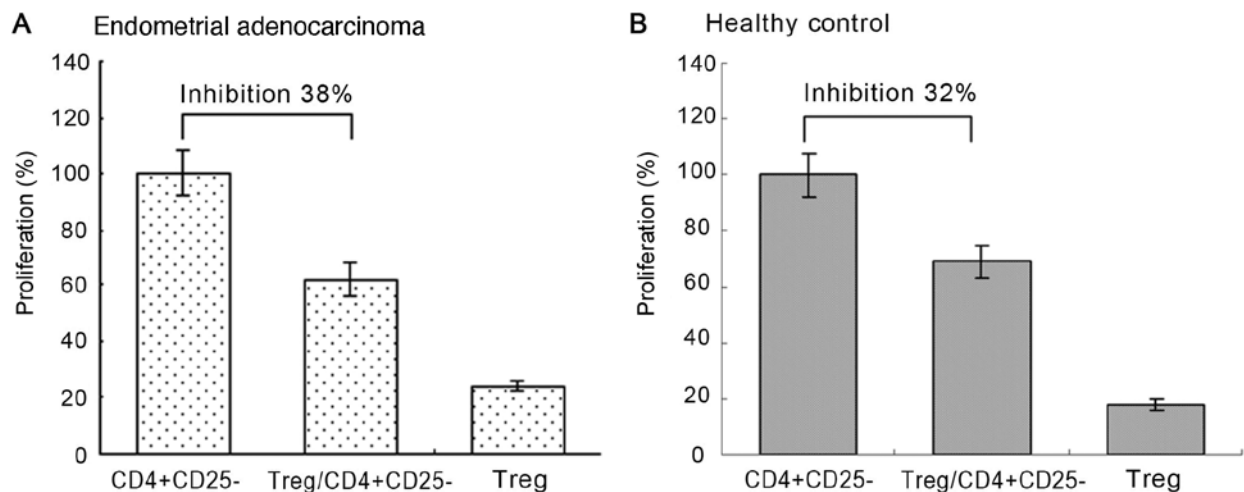 A Endometrial adenocarcinoma
Inhibition 38%
Proliferation (%)
140
120
100
80
60
40
20
0
CD4+CD25- Treg/CD4+CD25- Treg
B Healthy control
Inhibition 32%
Proliferation (%)
140
120
100
80
60
40
20
0
CD4+CD25- Treg/CD4+CD25- Treg